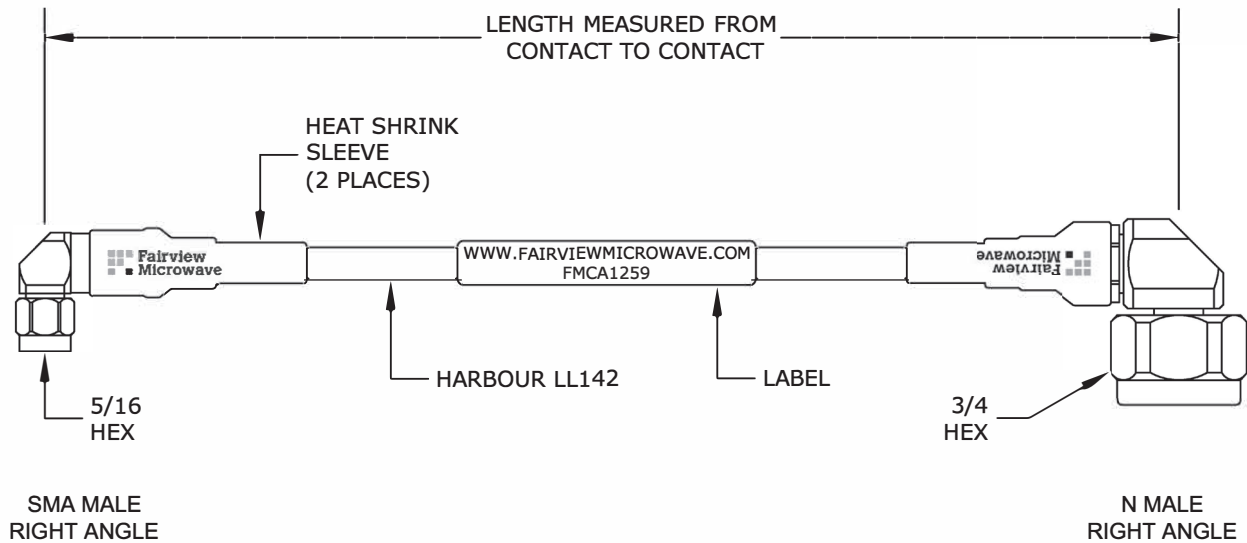 LENGTH MEASURED FROM
CONTACT TO CONTACT
HEAT SHRINK
SLEEVE
(2 PLACES)
Fairview
Microwave
WWW.FAIRVIEWMICROWAVE.COM
FMCA1259
Fairview
Microwave
HARBOUR LL142
LABEL
5/16
HEX
3/4
HEX
SMA MALE
RIGHT ANGLE
N MALE
RIGHT ANGLE